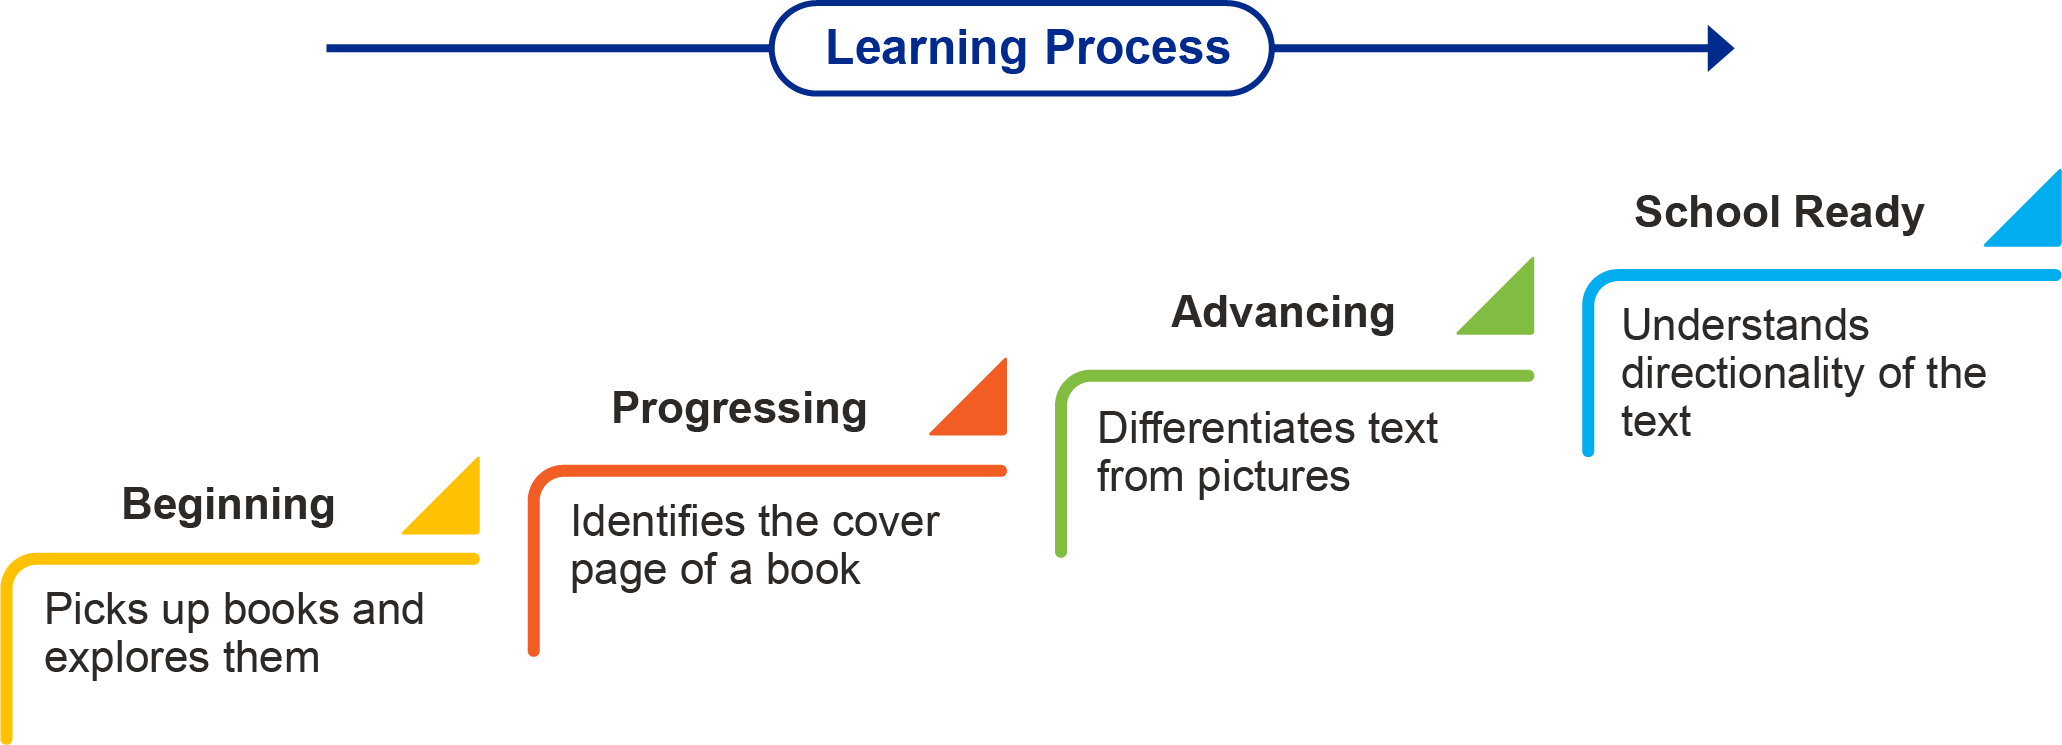 Learning Process
Beginning
Picks up books and
explores them
Progressing
Identifies the cover
page of a book
Advancing
Differentiates text
from pictures
School Ready
Understands
directionality of the
text